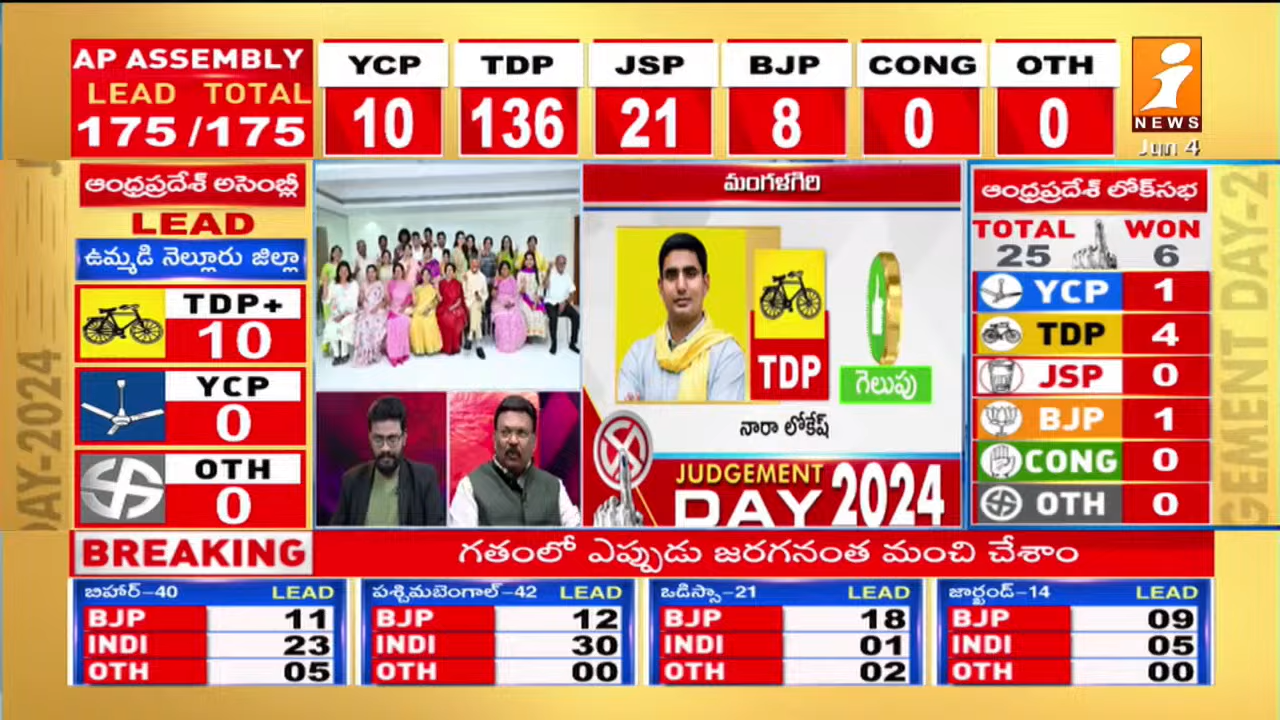 AP ASSEMBLY
LEAD TOTAL
175 /175
YCP
10
TDP
136
JSP
21
BJP
8
CONG
0
OTH
0
i
NEWS
Jun 4
ఆంధ్రప్రదేశ్ అసెంబ్లీ
LEAD
ఉమ్మడి నెల్లూరు జిల్లా
TDP+
10
YCP
0
OTH
0
మంగళగిరి
TDP
గెలుపు
నారా లోకేష్
JUDGEMENT
DAY 2024
ఆంధ్రప్రదేశ్ లోక్‌సభ
TOTAL WON
25 6
YCP 1
TDP 4
JSP 0
BJP 1
CONG 0
OTH 0
DAY-2024
GEMENT DAY-2
BREAKING
గతంలో ఎప్పుడు జరగనంత మంచి చేశాం
బిహార్-40 LEAD
BJP 11
INDI 23
OTH 05
పశ్చిమబెంగాల్-42 LEAD
BJP 12
INDI 30
OTH 00
ఒడిస్సా-21 LEAD
BJP 18
INDI 01
OTH 02
జార్ఖండ్-14 LEAD
BJP 09
INDI 05
OTH 00